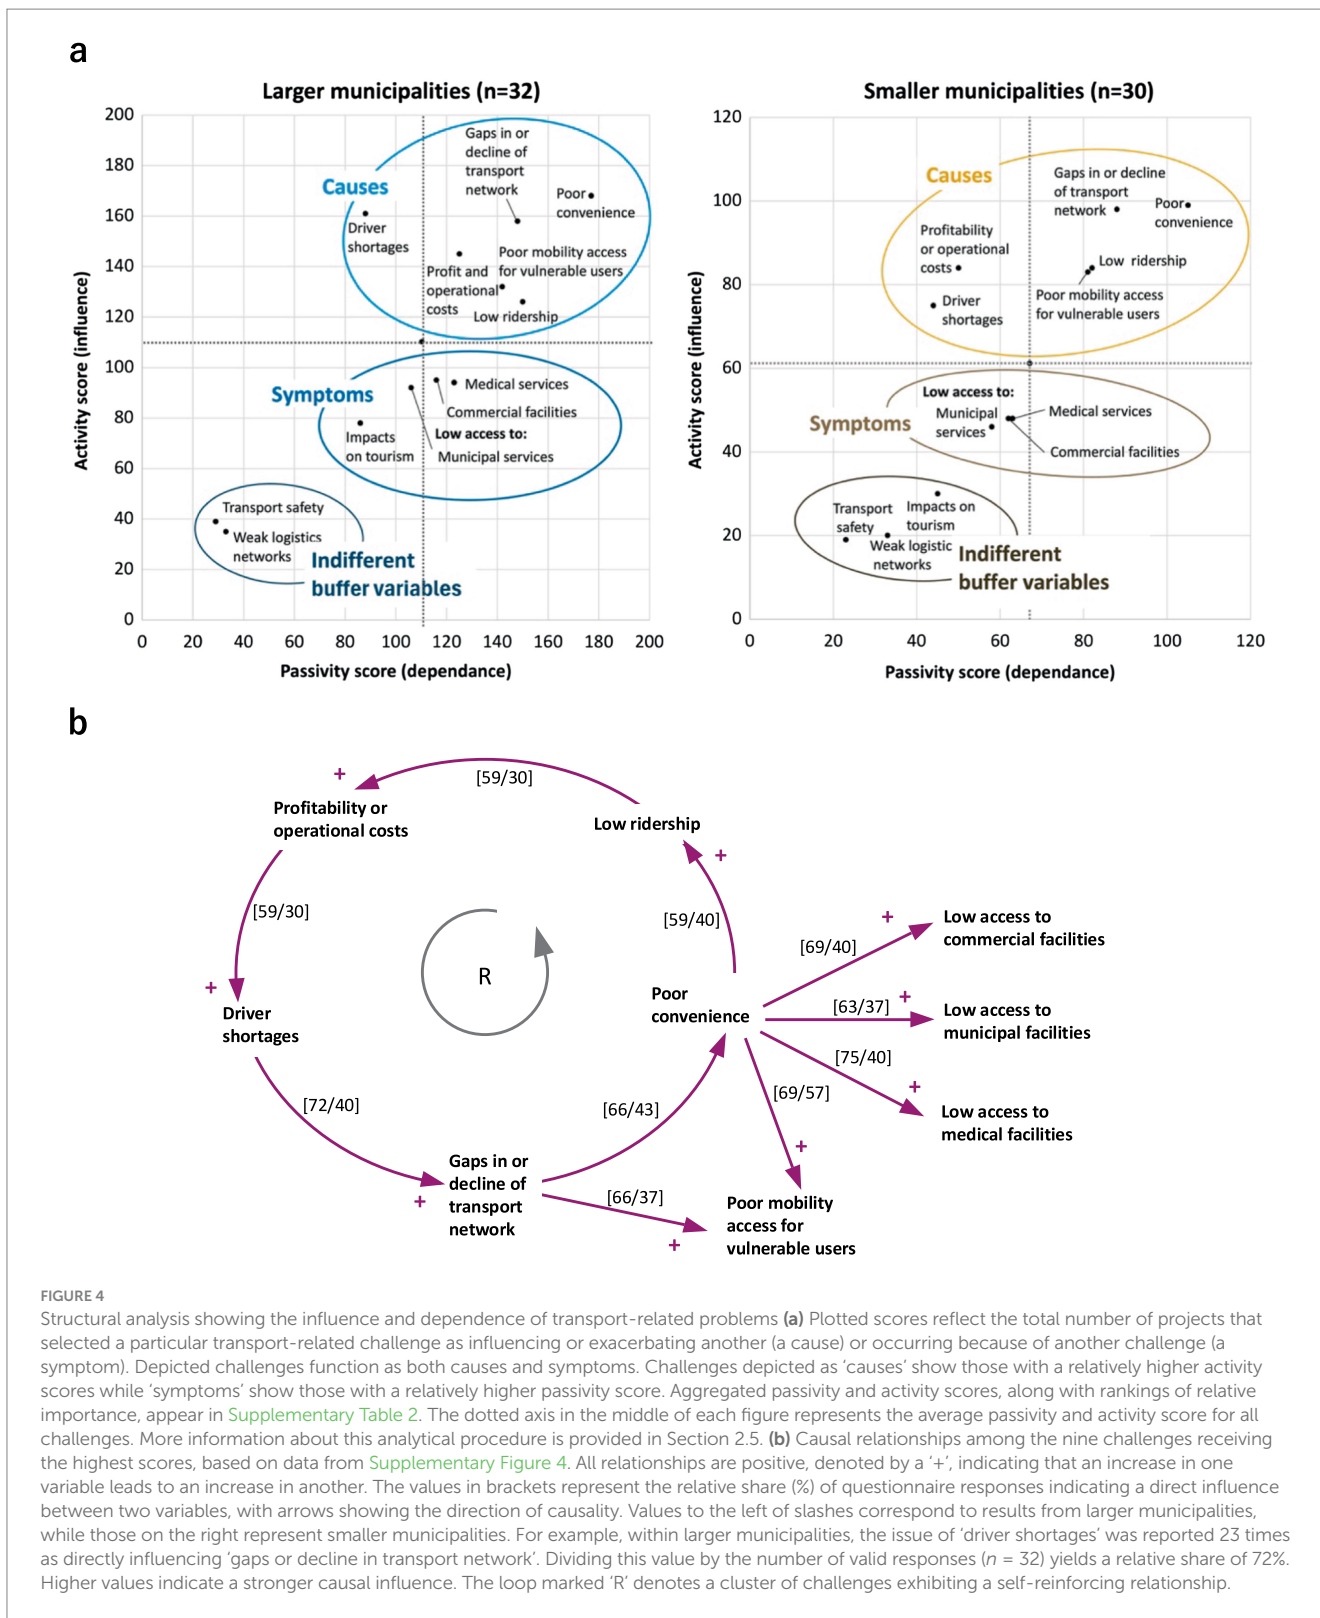 a
Larger municipalities (n=32)
Activity score (influence)
200
180
160
140
120
100
80
60
40
20
0
0 20 40 60 80 100 120 140 160 180 200
Passivity score (dependance)
Causes
Gaps in or
decline of
transport
network
Poor
convenience
Driver
shortages
Poor mobility access
for vulnerable users
Profit and
operational
costs
Low ridership
Symptoms
Medical services
Commercial facilities
Low access to:
Municipal services
Impacts
on tourism
Transport safety
Weak logistics
networks
Indifferent
buffer variables
Smaller municipalities (n=30)
Activity score (influence)
120
100
80
60
40
20
0
0 20 40 60 80 100 120
Passivity score (dependance)
Causes
Gaps in or decline
of transport
network
Poor
convenience
Profitability
or operational
costs
Low ridership
Driver
shortages
Poor mobility access
for vulnerable users
Low access to:
Symptoms
Municipal
services
Medical services
Commercial facilities
Transport
safety
Impacts on
tourism
Weak logistic
networks
Indifferent
buffer variables
b
+
[59/30]
Profitability or
operational costs
Low ridership
+
[59/30]
[59/40]
+
Low access to
commercial facilities
[69/40]
R
+
Driver
shortages
Poor
convenience
+
[63/37]
Low access to
municipal facilities
[75/40]
+
[69/57]
[72/40]
[66/43]
Low access to
medical facilities
+
Gaps in or
decline of
transport
network
+
[66/37]
+
Poor mobility
access for
vulnerable users
FIGURE 4
Structural analysis showing the influence and dependence of transport-related problems (a) Plotted scores reflect the total number of projects that
selected a particular transport-related challenge as influencing or exacerbating another (a cause) or occurring because of another challenge (a
symptom). Depicted challenges function as both causes and symptoms. Challenges depicted as ‘causes’ show those with a relatively higher activity
scores while ‘symptoms’ show those with a relatively higher passivity score. Aggregated passivity and activity scores, along with rankings of relative
importance, appear in Supplementary Table 2. The dotted axis in the middle of each figure represents the average passivity and activity score for all
challenges. More information about this analytical procedure is provided in Section 2.5. (b) Causal relationships among the nine challenges receiving
the highest scores, based on data from Supplementary Figure 4. All relationships are positive, denoted by a ‘+’, indicating that an increase in one
variable leads to an increase in another. The values in brackets represent the relative share (%) of questionnaire responses indicating a direct influence
between two variables, with arrows showing the direction of causality. Values to the left of slashes correspond to results from larger municipalities,
while those on the right represent smaller municipalities. For example, within larger municipalities, the issue of ‘driver shortages’ was reported 23 times
as directly influencing ‘gaps or decline in transport network’. Dividing this value by the number of valid responses (n = 32) yields a relative share of 72%.
Higher values indicate a stronger causal influence. The loop marked ‘R’ denotes a cluster of challenges exhibiting a self-reinforcing relationship.